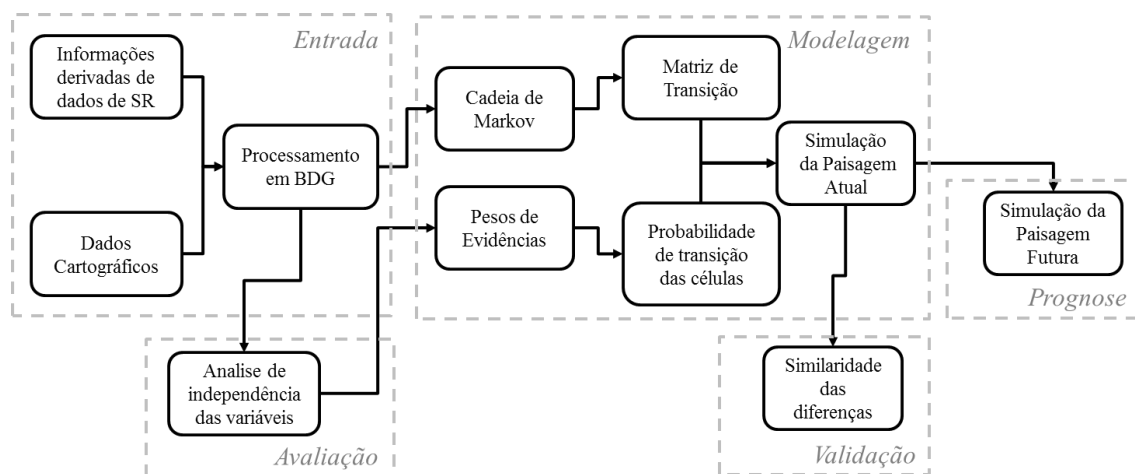 Entrada
Informações
derivadas de
dados de SR
Dados
Cartográficos
Processamento
em BDG
Modelagem
Cadeia de
Markov
Matriz de
Transição
Pesos de
Evidências
Probabilidade
de transição
das células
Simulação
da Paisagem
Atual
Simulação da
Paisagem
Futura
Prognose
Analise de
independência
das variáveis
Avaliação
Similaridade
das
diferenças
Validação